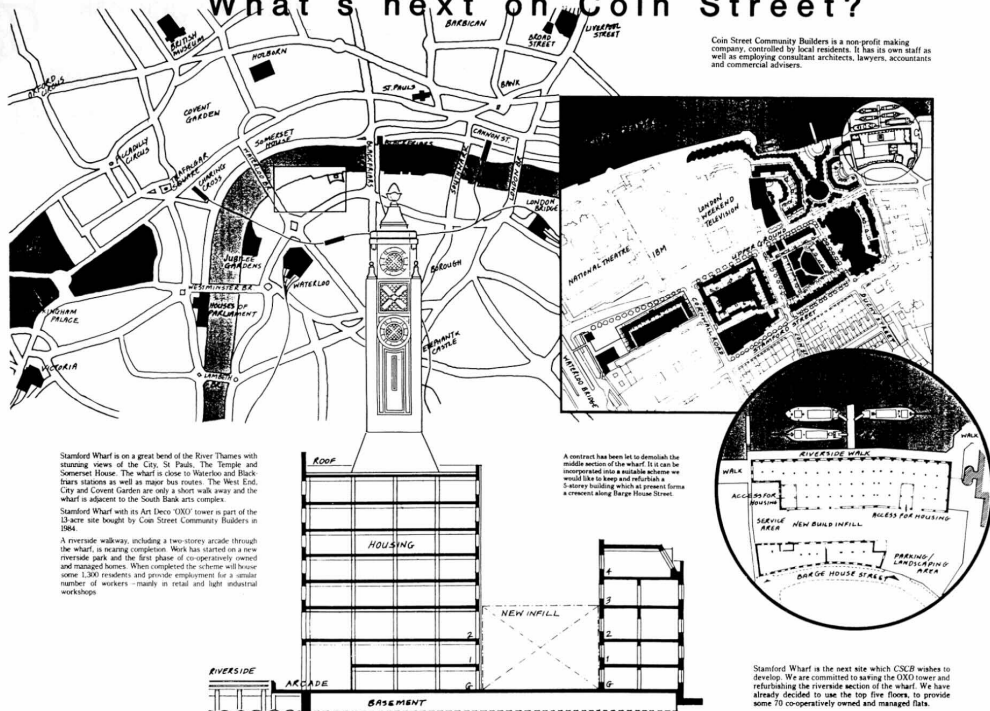 What's next on Coin Street?
Coin Street Community Builders is a non-profit making
company, controlled by local residents. It has its own staff as
well as employing consultant architects, lawyers, accountants
and commercial advisers.
BRITISH
MUSEUM
HOLBORN
BARBICAN
BROAD
STREET
LIVERPOOL
STREET
OXFORD
CIRCUS
ST. PAULS
BANK
COVENT
GARDEN
SOMERSET
HOUSE
CANNON ST.
PICCADILLY
CIRCUS
TRAFALGAR
SQUARE
CHARING
CROSS
WATERLOO BR.
BLACKFRIARS
SOUTHWARK
LONDON BR
LONDON
BRIDGE
JUBILEE
GARDENS
WATERLOO
BOROUGH
WESTMINSTER BR
HOUSES OF
PARLIAMENT
ELEPHANT &
CASTLE
PALACE
VICTORIA
LAMBETH
LONDON
WEEKEND
TELEVISION
NATIONAL THEATRE
IBM
UPPER GROUND
STAMFORD STREET
DUCHY STREET
WATERLOO BRIDGE
Stamford Wharf is on a great bend of the River Thames with
stunning views of the City, St Pauls, The Temple and
Somerset House. The wharf is close to Waterloo and Black-
friars stations as well as major bus routes. The West End,
City and Covent Garden are only a short walk away and the
wharf is adjacent to the South Bank arts complex.
Stamford Wharf with its Art Deco 'OXO' tower is part of the
13-acre site bought by Coin Street Community Builders in
1984.
A riverside walkway, including a two-storey arcade through
the wharf, is nearing completion. Work has started on a new
riverside park and the first phase of co-operatively owned
and managed homes. When completed the scheme will house
some 1,300 residents and provide employment for a similar
number of workers – mainly in retail and light industrial
workshops
A contract has been let to demolish the
middle section of the wharf. If it can be
incorporated into a suitable scheme we
would like to keep and refurbish a
5-storey building which at present forms
a crescent along Barge House Street.
ROOF
HOUSING
2
1
G
NEW INFILL
4
3
2
1
G
RIVERSIDE
ARCADE
BASEMENT
RIVERSIDE WALK
WALK
WALK
ACCESS FOR
HOUSING
ACCESS FOR HOUSING
SERVICE
AREA
NEW BUILD INFILL
PARKING/
LANDSCAPING
AREA
BARGE HOUSE STREET
Stamford Wharf is the next site which CSCB wishes to
develop. We are committed to saving the OXO tower and
refurbishing the riverside section of the wharf. We have
already decided to use the top five floors, to provide
some 70 co-operatively owned and managed flats.